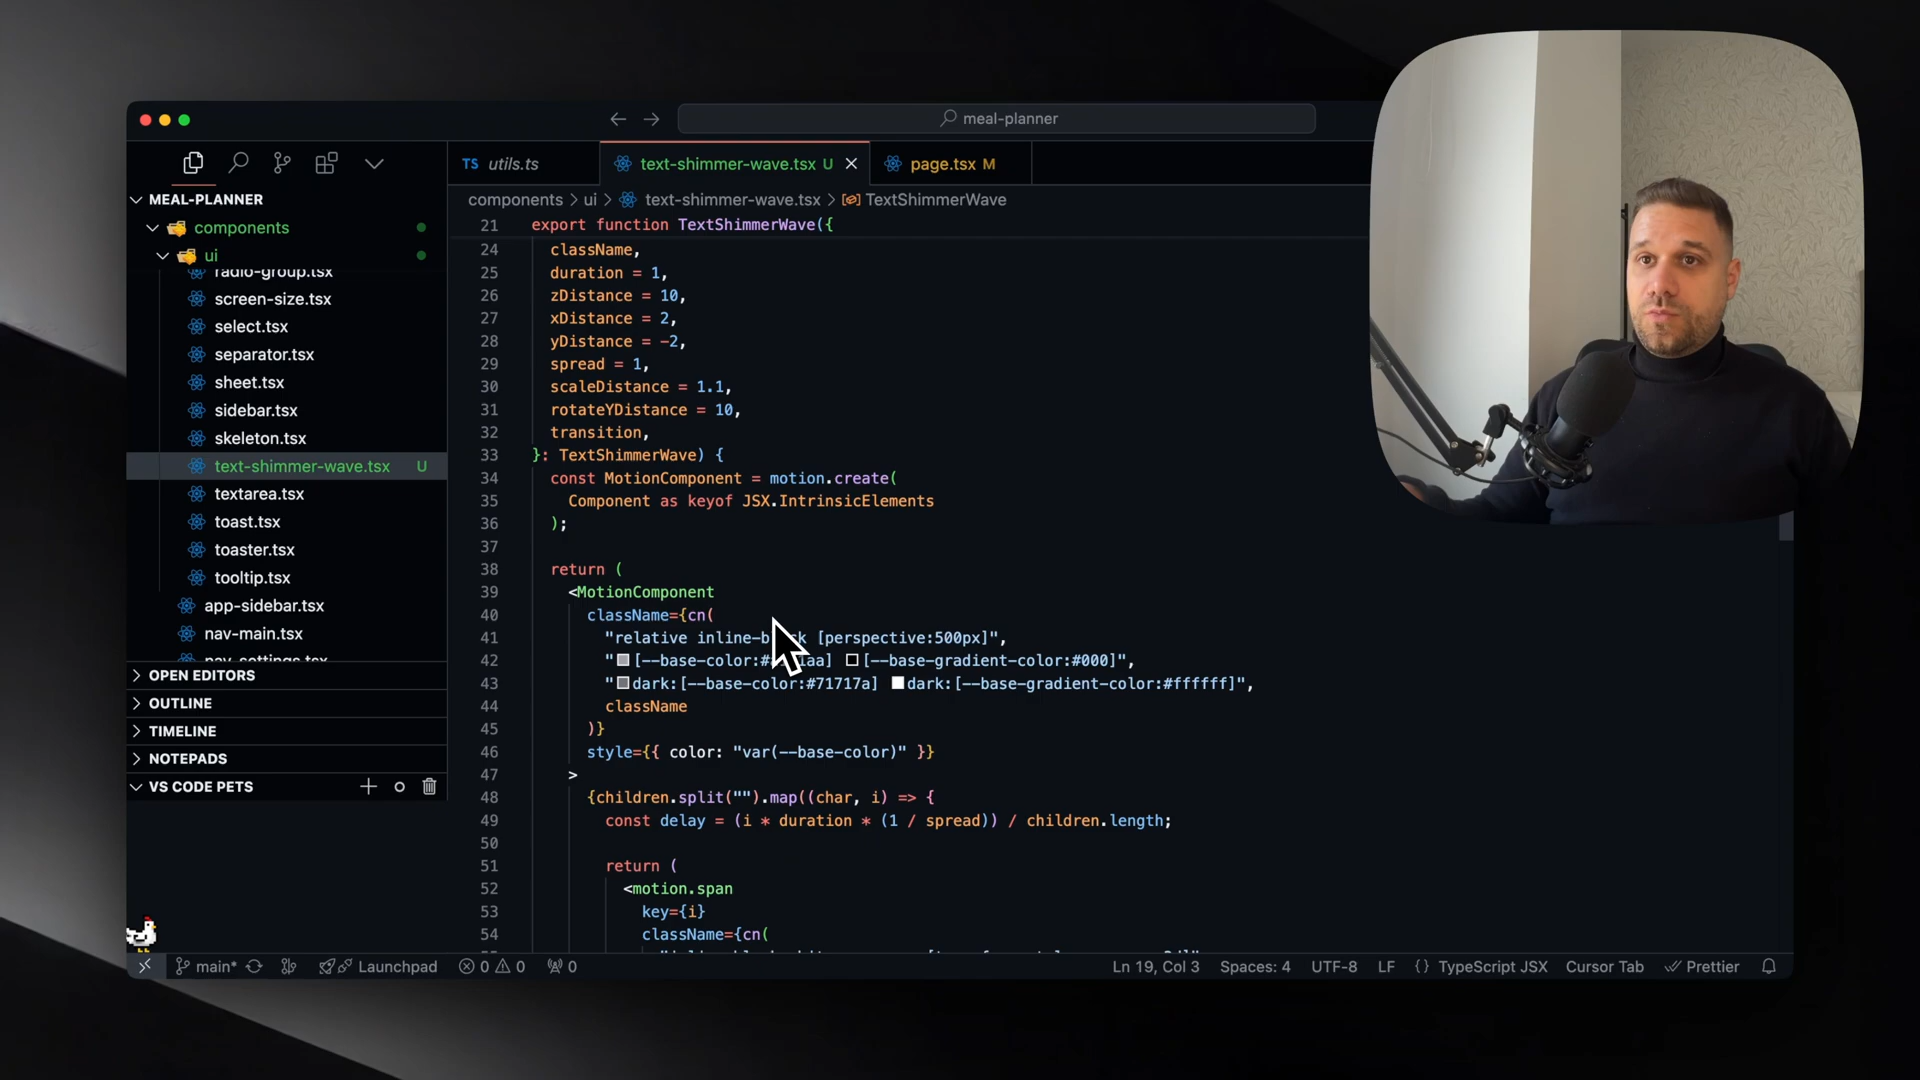 meal-planner
TS utils.ts
text-shimmer-wave.tsx U
page.tsx M
MEAL-PLANNER
components
ui
radio-group.tsx
screen-size.tsx
select.tsx
separator.tsx
sheet.tsx
sidebar.tsx
skeleton.tsx
text-shimmer-wave.tsx U
textarea.tsx
toast.tsx
toaster.tsx
tooltip.tsx
app-sidebar.tsx
nav-main.tsx
nav-settings.tsx
OPEN EDITORS
OUTLINE
TIMELINE
NOTEPADS
VS CODE PETS
components > ui > text-shimmer-wave.tsx > TextShimmerWave
21 export function TextShimmerWave({
24 className,
25 duration = 1,
26 zDistance = 10,
27 xDistance = 2,
28 yDistance = -2,
29 spread = 1,
30 scaleDistance = 1.1,
31 rotateYDistance = 10,
32 transition,
33 }: TextShimmerWave) {
34 const MotionComponent = motion.create(
35 Component as keyof JSX.IntrinsicElements
36 );
37
38 return (
39 <MotionComponent
40 className={cn(
41 "relative [perspective:500px]",
42 " [--base-gradient-color:#000]",
43 "dark:[--base-color:#71717a] dark:[--base-gradient-color:#ffffff]",
44 className
45 )}
46 style={{ color: "var(--base-color)" }}
47 >
48 {children.split("").map((char, i) => {
49 const delay = (i * duration * (1 / spread)) / children.length;
50
51 return (
52 <motion.span
53 key={i}
54 className={cn(
main* Launchpad 0 0 0
Ln 19, Col 3 Spaces: 4 UTF-8 LF {} TypeScript JSX Cursor Tab Prettier